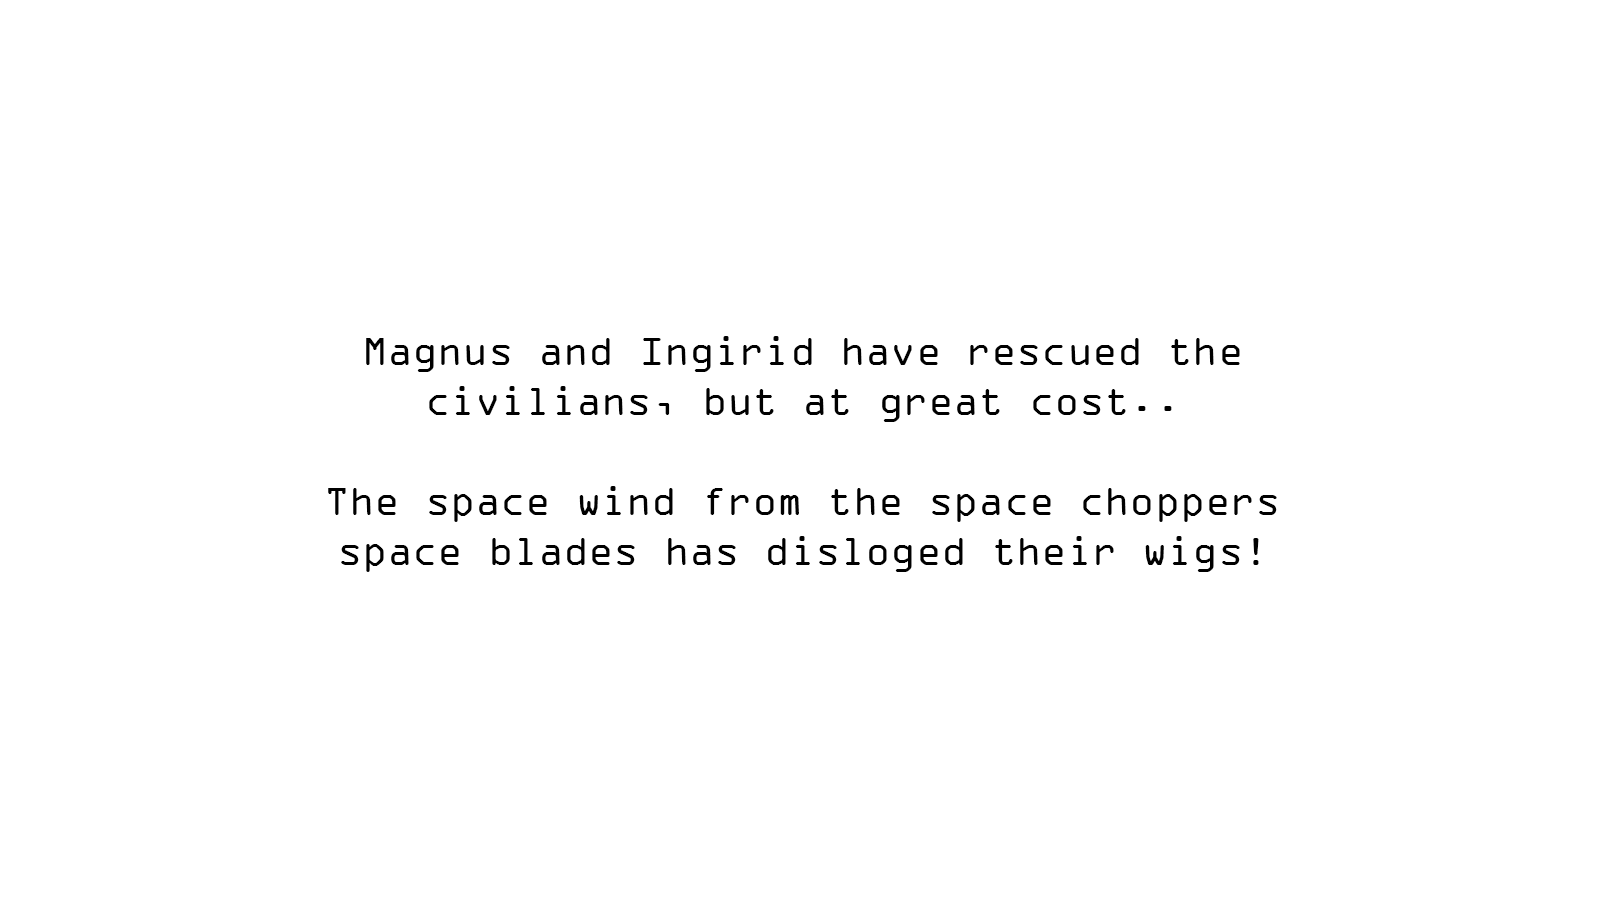 Magnus and Ingirid have rescued the
civilians, but at great cost..
The space wind from the space choppers
space blades has disloged their wigs!